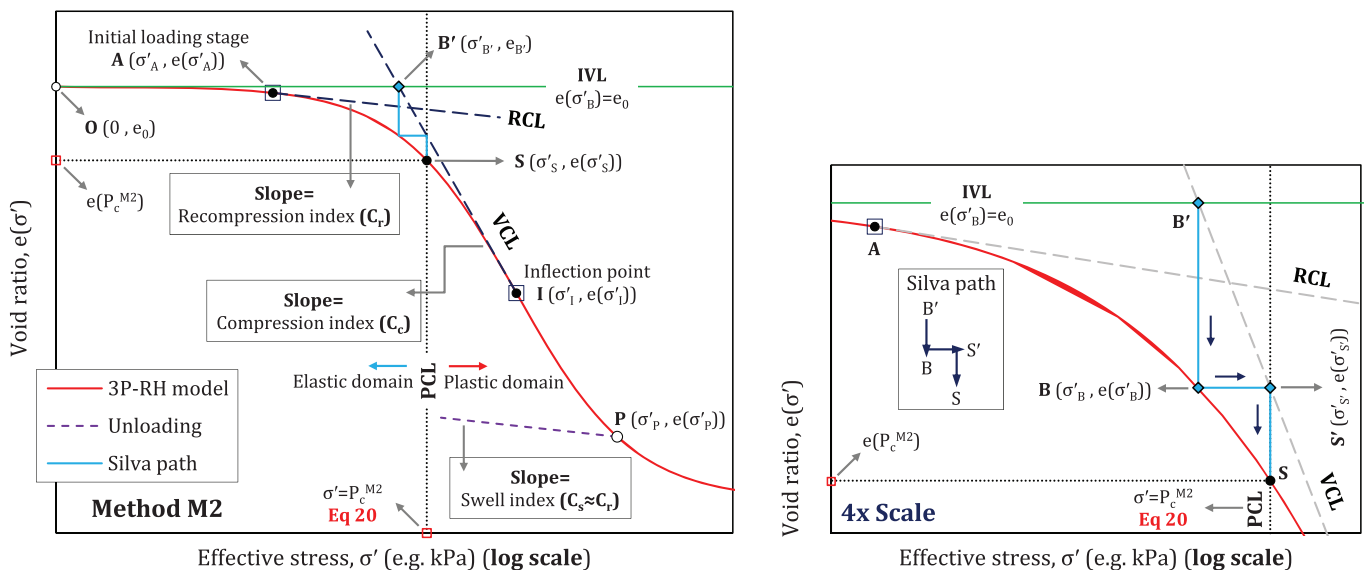 Initial loading stage
A (σ′A , e(σ′A))
B′ (σ′B′ , eB′)
IVL
e(σ′B)=e0
RCL
O (0 , e0)
S (σ′S , e(σ′S))
e(PcM2)
Slope=
Recompression index (Cr)
VCL
Inflection point
I (σ′I , e(σ′I))
Slope=
Compression index (Cc)
Elastic domain
PCL
Plastic domain
3P-RH model
Unloading
Silva path
P (σ′P , e(σ′P))
Slope=
Swell index (Cs≈Cr)
σ′=PcM2
Eq 20
Method M2
Void ratio, e(σ′)
Effective stress, σ′ (e.g. kPa) (log scale)
IVL
e(σ′B)=e0
B′
A
RCL
Silva path
B′
S′
B
S
B (σ′B , e(σ′B))
S′ (σ′S′ , e(σ′S′))
e(PcM2)
S
σ′=PcM2
Eq 20
PCL
VCL
4x Scale
Void ratio, e(σ′)
Effective stress, σ′ (e.g. kPa) (log scale)